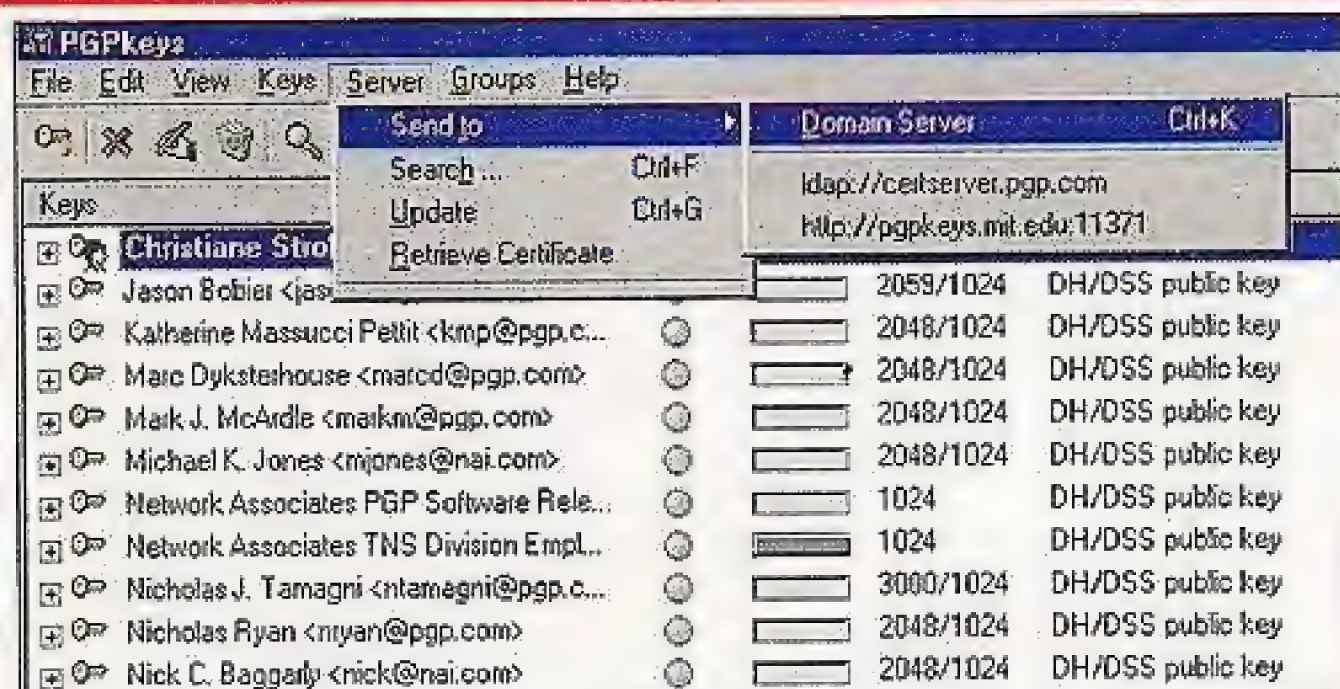 PGPkeys
File Edit View Keys Server Groups Help
Send to
Domain Server Ctrl+K
Search ... Ctrl+F
ldap://certserver.pgp.com
Update Ctrl+G
http://pgpkeys.mit.edu:11371
Retrieve Certificate
Keys
Christiane Stro
Jason Bobier <jas 2059/1024 DH/DSS public key
Katherine Massucci Pettit <kmp@pgp.c... 2048/1024 DH/DSS public key
Marc Dyksterhouse <marcd@pgp.com> 2048/1024 DH/DSS public key
Mark J. McArdle <markm@pgp.com> 2048/1024 DH/DSS public key
Michael K. Jones <mjones@nai.com> 2048/1024 DH/DSS public key
Network Associates PGP Software Rele... 1024 DH/DSS public key
Network Associates TNS Division Empl... 1024 DH/DSS public key
Nicholas J. Tamagni <ntamagni@pgp.c... 3000/1024 DH/DSS public key
Nicholas Ryan <nryan@pgp.com> 2048/1024 DH/DSS public key
Nick C. Baggarly <nick@nai.com> 2048/1024 DH/DSS public key